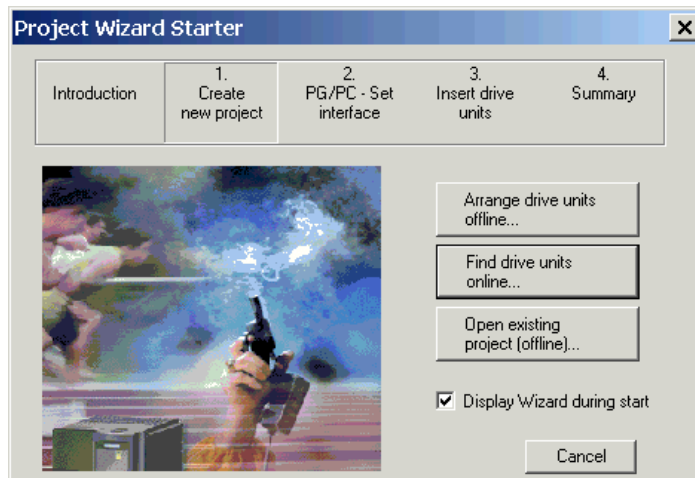 Project Wizard Starter
Introduction
1.
Create
new project
2.
PG/PC - Set
interface
3.
Insert drive
units
4.
Summary
Arrange drive units
offline...
Find drive units
online...
Open existing
project (offline)...
Display Wizard during start
Cancel